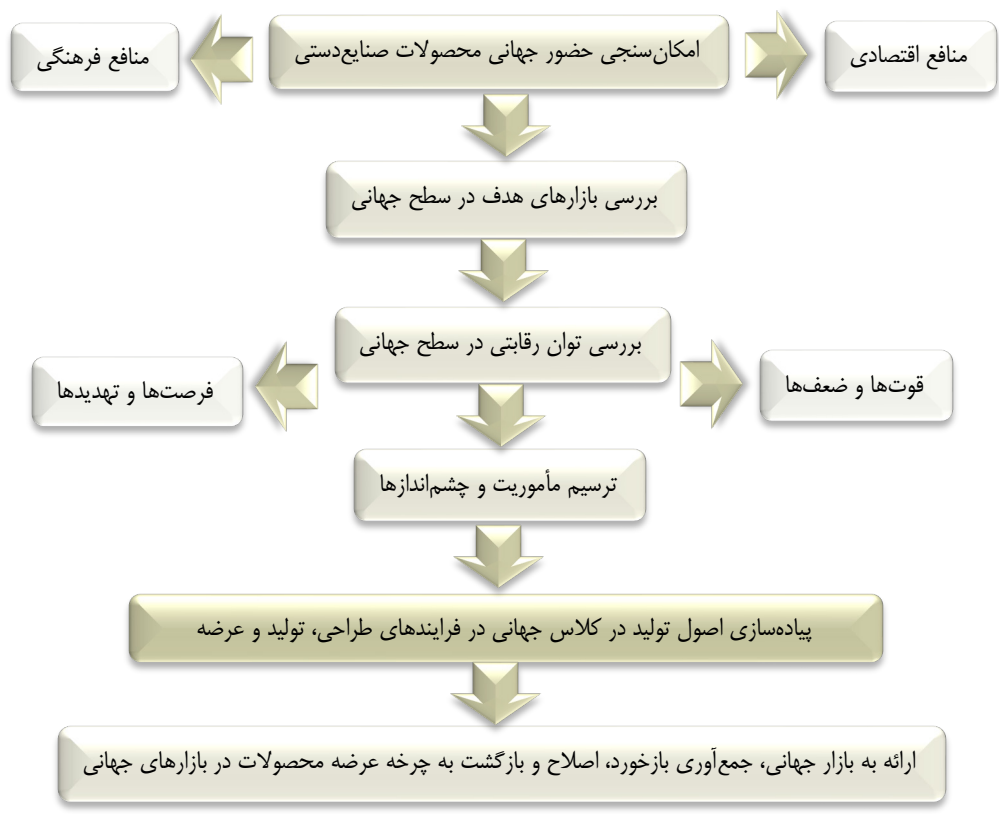 امکان‌سنجی حضور جهانی محصولات صنایع‌دستی
منافع اقتصادی
منافع فرهنگی
بررسی بازارهای هدف در سطح جهانی
بررسی توان رقابتی در سطح جهانی
قوت‌ها و ضعف‌ها
فرصت‌ها و تهدیدها
ترسیم مأموریت و چشم‌اندازها
پیاده‌سازی اصول تولید در کلاس جهانی در فرایندهای طراحی، تولید و عرضه
ارائه به بازار جهانی، جمع‌آوری بازخورد، اصلاح و بازگشت به چرخه عرضه محصولات در بازارهای جهانی